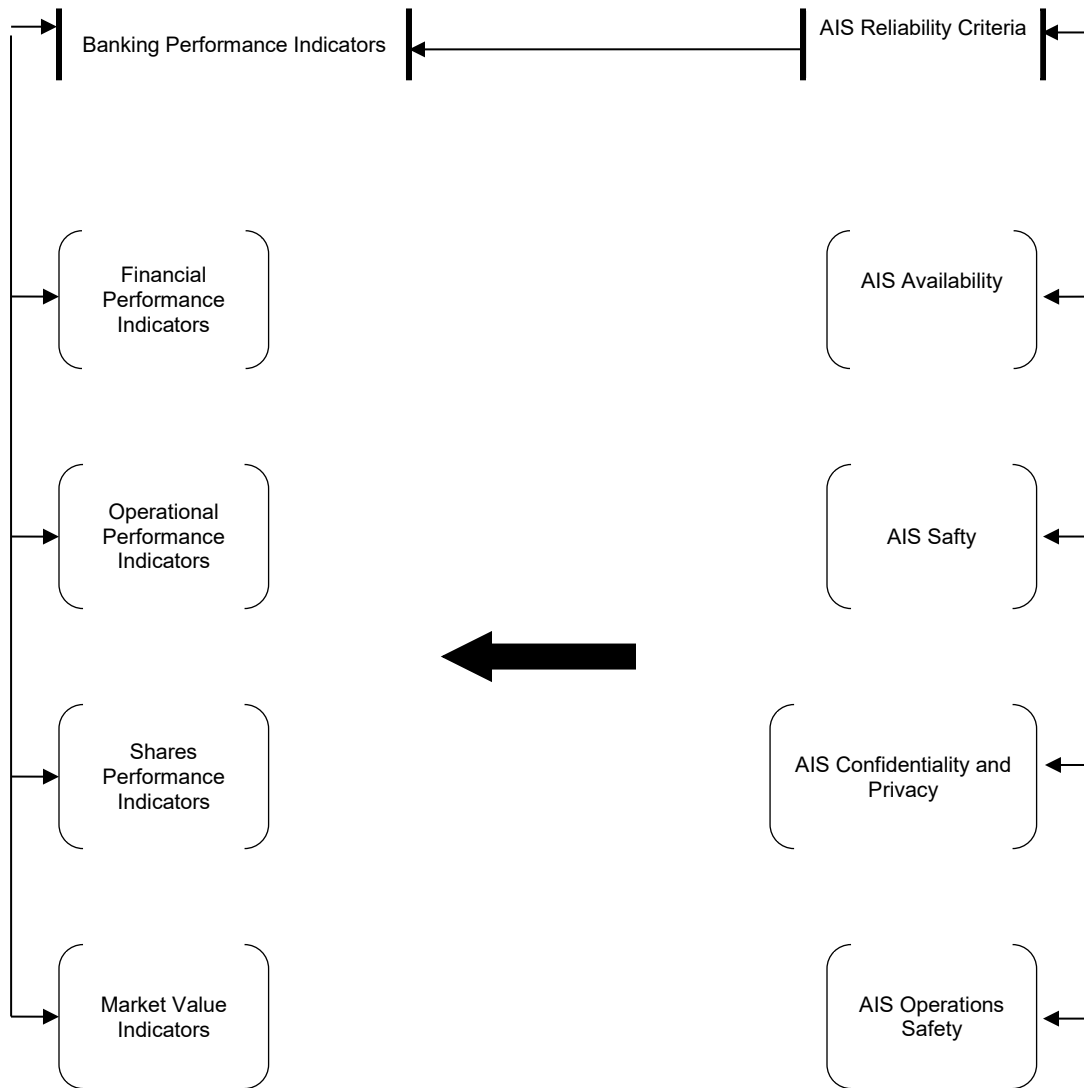 Banking Performance Indicators
AIS Reliability Criteria
Financial
Performance
Indicators
AIS Availability
Operational
Performance
Indicators
AIS Safty
Shares
Performance
Indicators
AIS Confidentiality and
Privacy
Market Value
Indicators
AIS Operations
Safety